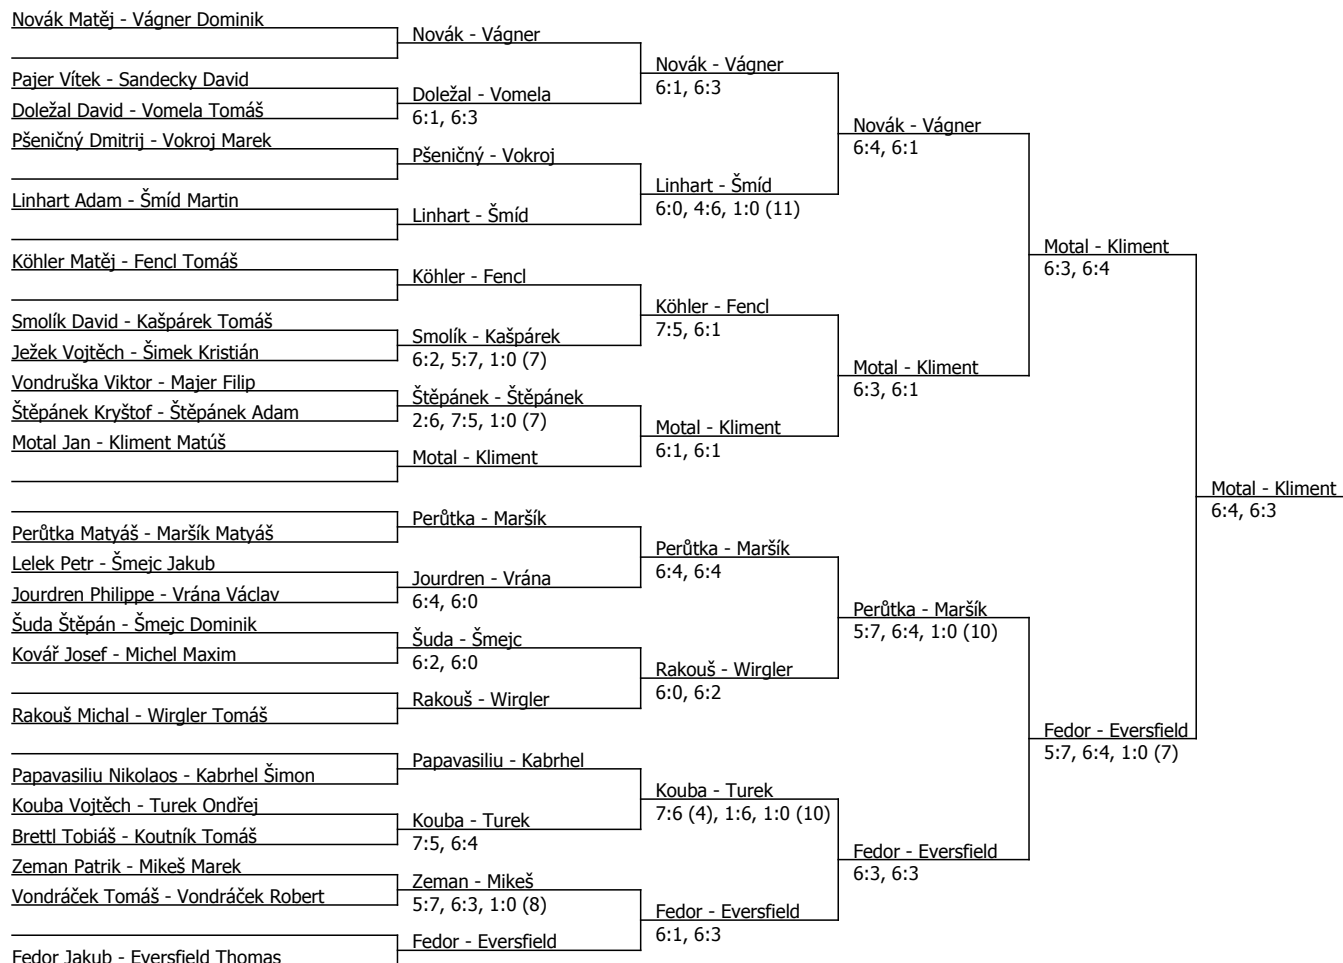 Novák Matěj - Vágner Dominik
Pajer Vítek - Sandecky David
Doležal David - Vomela Tomáš
Pšeničný Dmitrij - Vokroj Marek
Linhart Adam - Šmíd Martin
Köhler Matěj - Fencl Tomáš
Smolík David - Kašpárek Tomáš
Ježek Vojtěch - Šimek Kristián
Vondruška Viktor - Majer Filip
Štěpánek Kryštof - Štěpánek Adam
Motal Jan - Kliment Matúš
Perůtka Matyáš - Maršík Matyáš
Lelek Petr - Šmejc Jakub
Jourdren Philippe - Vrána Václav
Šuda Štěpán - Šmejc Dominik
Kovář Josef - Michel Maxim
Rakouš Michal - Wirgler Tomáš
Papavasiliu Nikolaos - Kabrhel Šimon
Kouba Vojtěch - Turek Ondřej
Brettl Tobiáš - Koutník Tomáš
Zeman Patrik - Mikeš Marek
Vondráček Tomáš - Vondráček Robert
Fedor Jakub - Eversfield Thomas
Novák - Vágner
Doležal - Vomela
6:1, 6:3
Pšeničný - Vokroj
Linhart - Šmíd
Köhler - Fencl
Smolík - Kašpárek
6:2, 5:7, 1:0 (7)
Štěpánek - Štěpánek
2:6, 7:5, 1:0 (7)
Motal - Kliment
Perůtka - Maršík
Jourdren - Vrána
6:4, 6:0
Šuda - Šmejc
6:2, 6:0
Rakouš - Wirgler
Papavasiliu - Kabrhel
Kouba - Turek
7:5, 6:4
Zeman - Mikeš
5:7, 6:3, 1:0 (8)
Fedor - Eversfield
Novák - Vágner
6:1, 6:3
Linhart - Šmíd
6:0, 4:6, 1:0 (11)
Köhler - Fencl
7:5, 6:1
Motal - Kliment
6:1, 6:1
Perůtka - Maršík
6:4, 6:4
Rakouš - Wirgler
6:0, 6:2
Kouba - Turek
7:6 (4), 1:6, 1:0 (10)
Fedor - Eversfield
6:1, 6:3
Novák - Vágner
6:4, 6:1
Motal - Kliment
6:3, 6:1
Perůtka - Maršík
5:7, 6:4, 1:0 (10)
Fedor - Eversfield
6:3, 6:3
Motal - Kliment
6:3, 6:4
Fedor - Eversfield
5:7, 6:4, 1:0 (7)
Motal - Kliment
6:4, 6:3